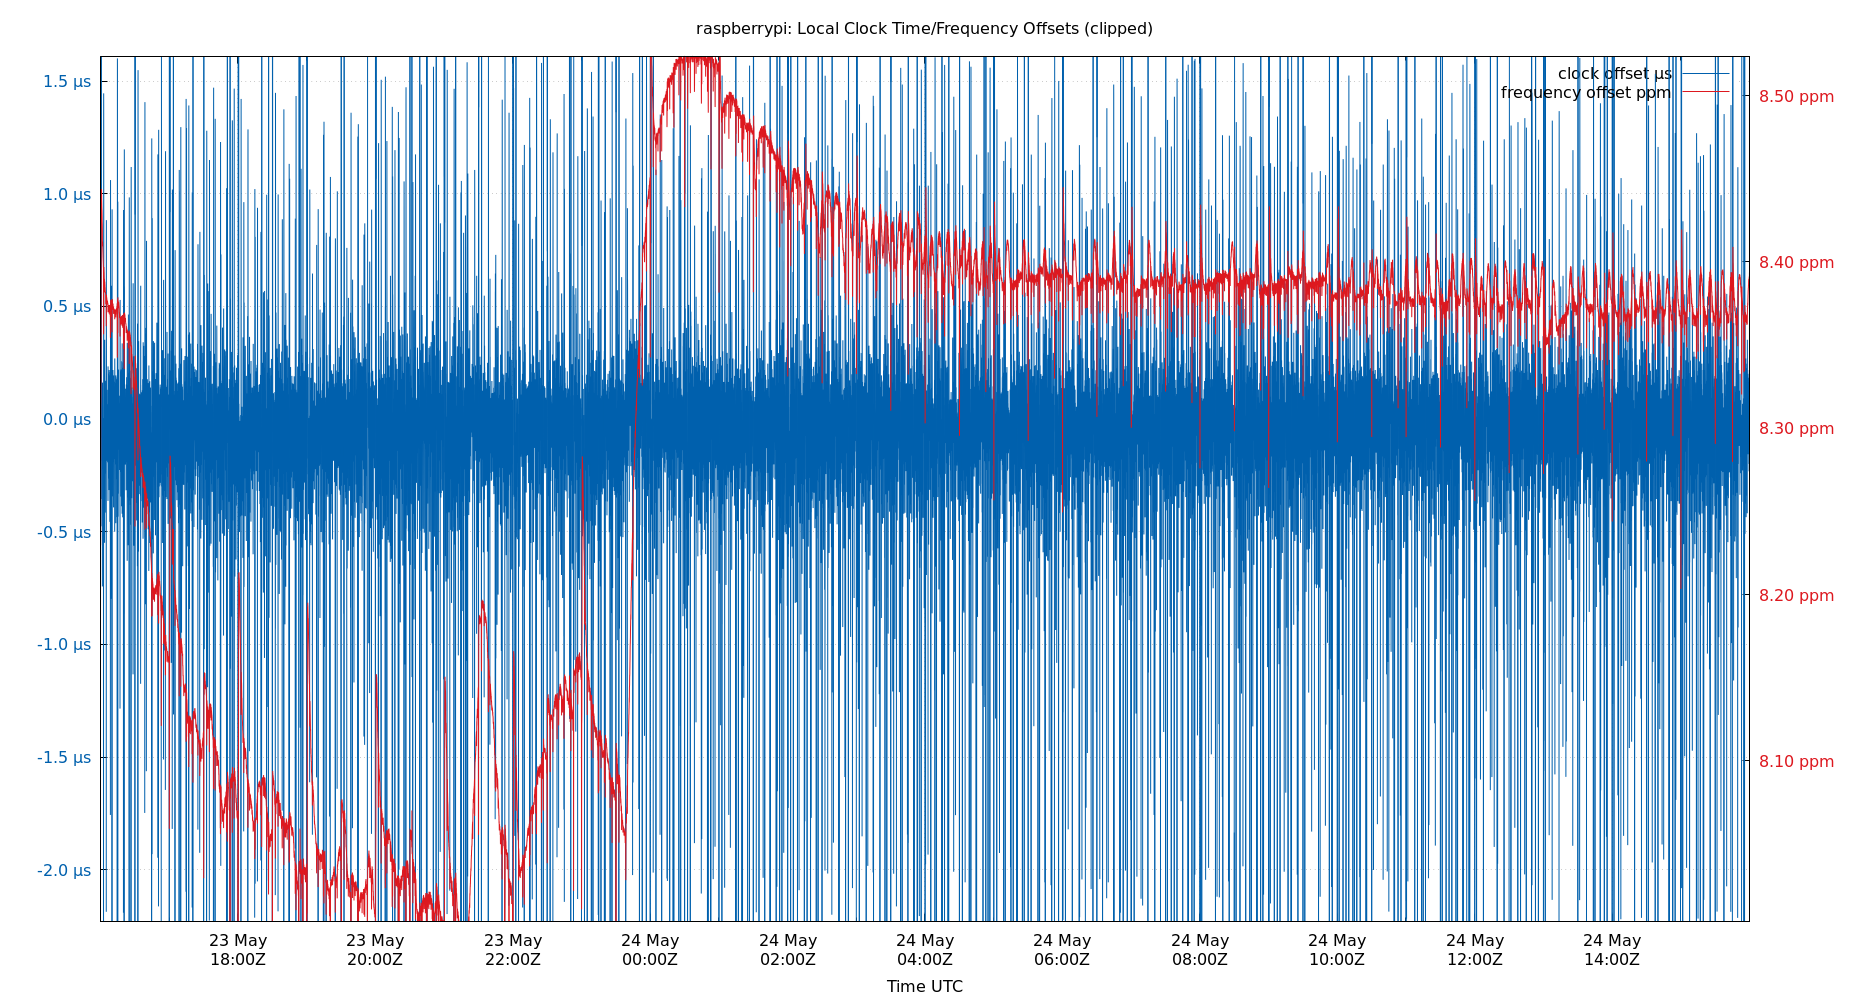 raspberrypi: Local Clock Time/Frequency Offsets (clipped)
clock offset µs
frequency offset ppm
1.5 µs
1.0 µs
0.5 µs
0.0 µs
-0.5 µs
-1.0 µs
-1.5 µs
-2.0 µs
8.50 ppm
8.40 ppm
8.30 ppm
8.20 ppm
8.10 ppm
23 May 23 May 23 May 24 May 24 May 24 May 24 May 24 May 24 May 24 May 24 May
18:00Z 20:00Z 22:00Z 00:00Z 02:00Z 04:00Z 06:00Z 08:00Z 10:00Z 12:00Z 14:00Z
Time UTC